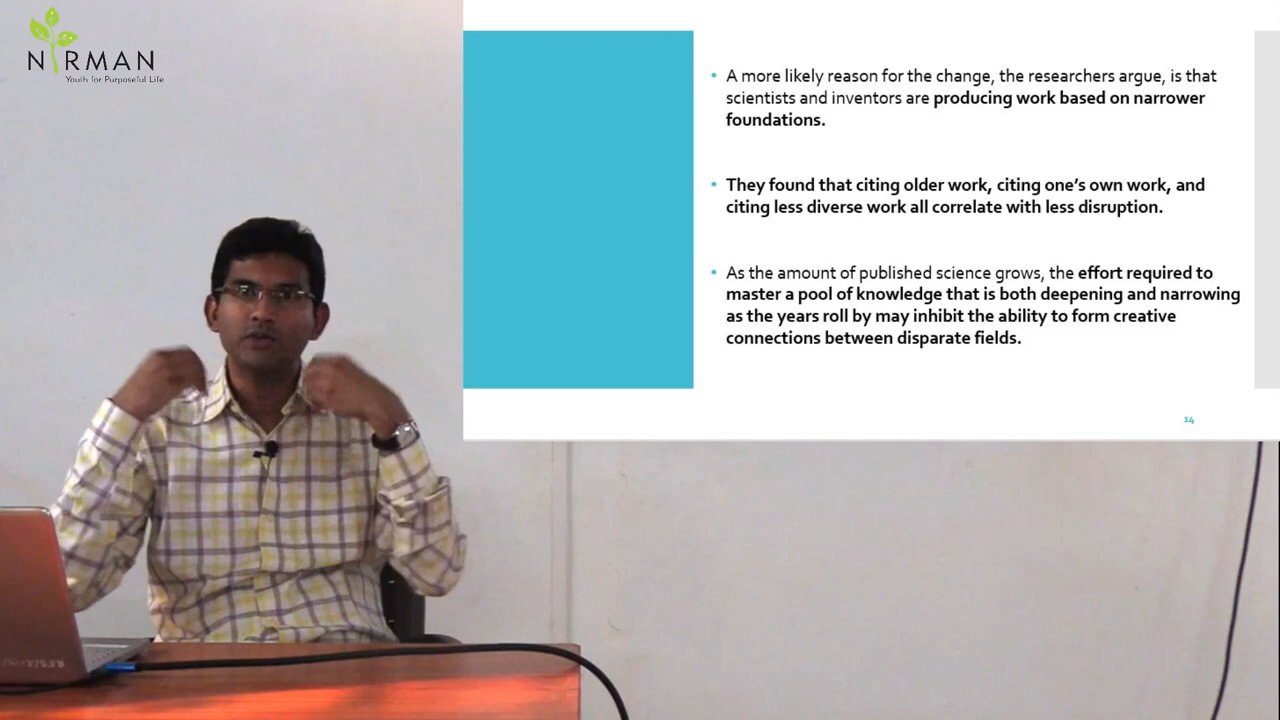 NIRMAN
Youth for Purposeful Life
• A more likely reason for the change, the researchers argue, is that
scientists and inventors are producing work based on narrower
foundations.
• They found that citing older work, citing one's own work, and
citing less diverse work all correlate with less disruption.
• As the amount of published science grows, the effort required to
master a pool of knowledge that is both deepening and narrowing
as the years roll by may inhibit the ability to form creative
connections between disparate fields.
14